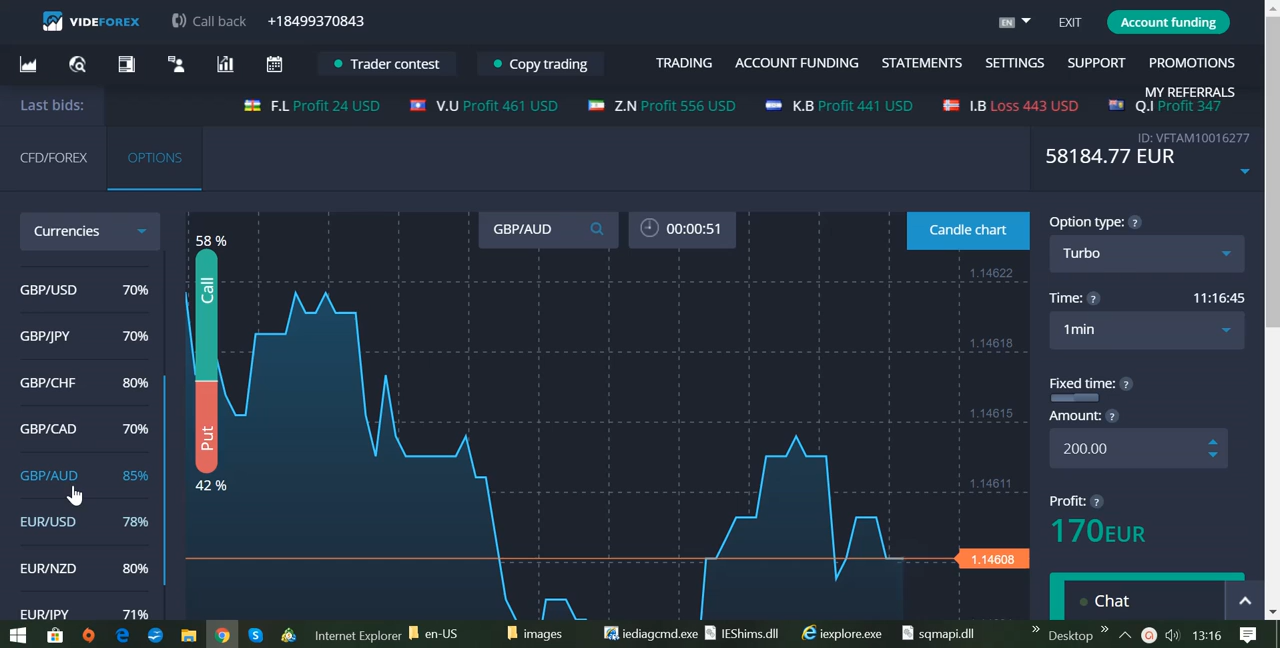 VIDEFOREX Call back +18499370843 EN EXIT Account funding
Trader contest Copy trading TRADING ACCOUNT FUNDING STATEMENTS SETTINGS SUPPORT PROMOTIONS
MY REFERRALS
Last bids: F.L Profit 24 USD V.U Profit 461 USD Z.N Profit 556 USD K.B Profit 441 USD I.B Loss 443 USD Q.I Profit 347
CFD/FOREX OPTIONS
ID: VFTAM10016277
58184.77 EUR
Currencies
58 %
Call
Put
42 %
GBP/AUD 00:00:51 Candle chart
GBP/USD 70%
GBP/JPY 70%
GBP/CHF 80%
GBP/CAD 70%
GBP/AUD 85%
EUR/USD 78%
EUR/NZD 80%
EUR/JPY 71%
1.14622
1.14618
1.14615
1.14611
1.14608
Option type: ?
Turbo
Time: ? 11:16:45
1min
Fixed time: ?
Amount: ?
200.00
Profit: ?
170EUR
Chat
Internet Explorer en-US images iediagcmd.exe IEShims.dll iexplore.exe sqmapi.dll » Desktop » 13:16